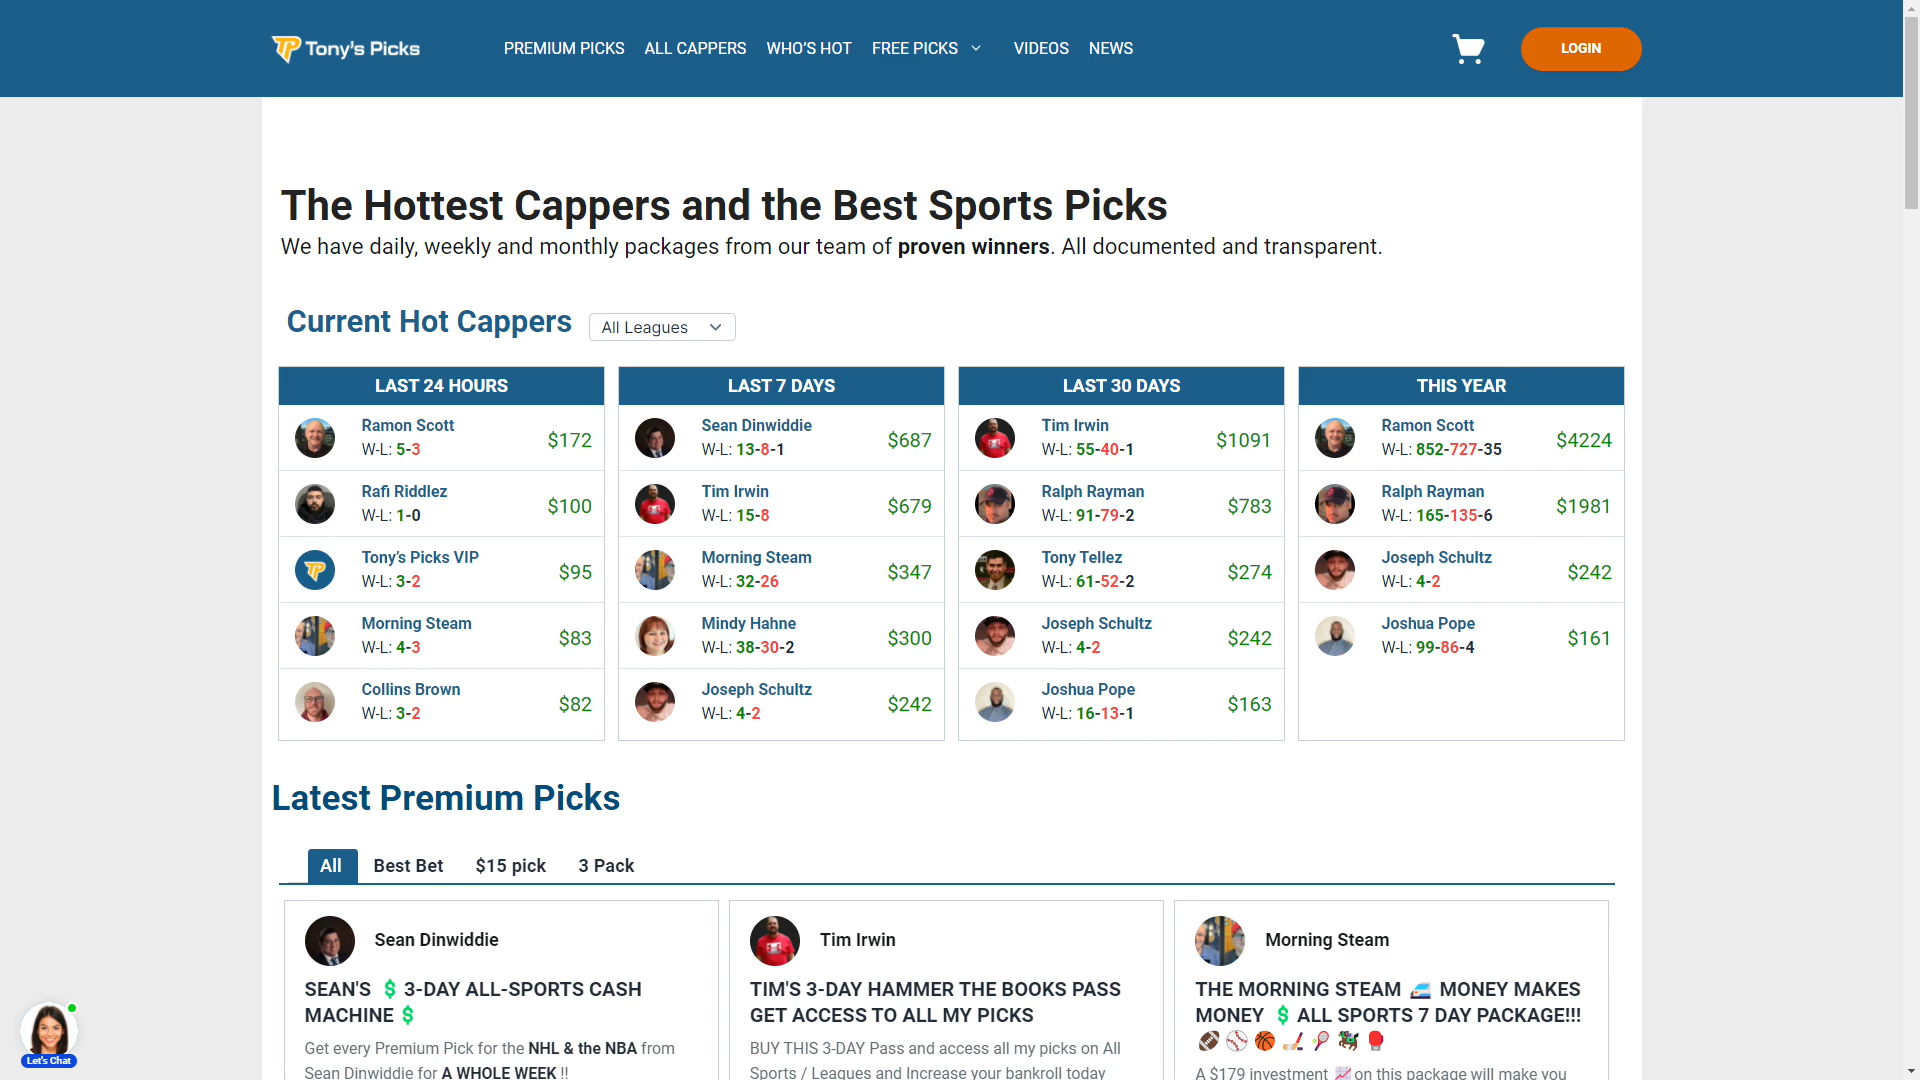 Tony's Picks
PREMIUM PICKS ALL CAPPERS WHO'S HOT FREE PICKS VIDEOS NEWS
LOGIN
The Hottest Cappers and the Best Sports Picks
We have daily, weekly and monthly packages from our team of proven winners. All documented and transparent.
Current Hot Cappers
All Leagues
LAST 24 HOURS
Ramon Scott
W-L: 5-3
$172
Rafi Riddlez
W-L: 1-0
$100
Tony's Picks VIP
W-L: 3-2
$95
Morning Steam
W-L: 4-3
$83
Collins Brown
W-L: 3-2
$82
LAST 7 DAYS
Sean Dinwiddie
W-L: 13-8-1
$687
Tim Irwin
W-L: 15-8
$679
Morning Steam
W-L: 32-26
$347
Mindy Hahne
W-L: 38-30-2
$300
Joseph Schultz
W-L: 4-2
$242
LAST 30 DAYS
Tim Irwin
W-L: 55-40-1
$1091
Ralph Rayman
W-L: 91-79-2
$783
Tony Tellez
W-L: 61-52-2
$274
Joseph Schultz
W-L: 4-2
$242
Joshua Pope
W-L: 16-13-1
$163
THIS YEAR
Ramon Scott
W-L: 852-727-35
$4224
Ralph Rayman
W-L: 165-135-6
$1981
Joseph Schultz
W-L: 4-2
$242
Joshua Pope
W-L: 99-86-4
$161
Latest Premium Picks
All Best Bet $15 pick 3 Pack
Sean Dinwiddie
SEAN'S 💲 3-DAY ALL-SPORTS CASH
MACHINE 💲
Get every Premium Pick for the NHL & the NBA from
Sean Dinwiddie for A WHOLE WEEK !!
Tim Irwin
TIM'S 3-DAY HAMMER THE BOOKS PASS
GET ACCESS TO ALL MY PICKS
BUY THIS 3-DAY Pass and access all my picks on All
Sports / Leagues and Increase your bankroll today
Morning Steam
THE MORNING STEAM 🚄 MONEY MAKES
MONEY 💲 ALL SPORTS 7 DAY PACKAGE!!!
🏈 ⚾ 🏀 🏒 🎾 🏇 🥊
A $179 investment 📈 on this package will make you
Let's Chat